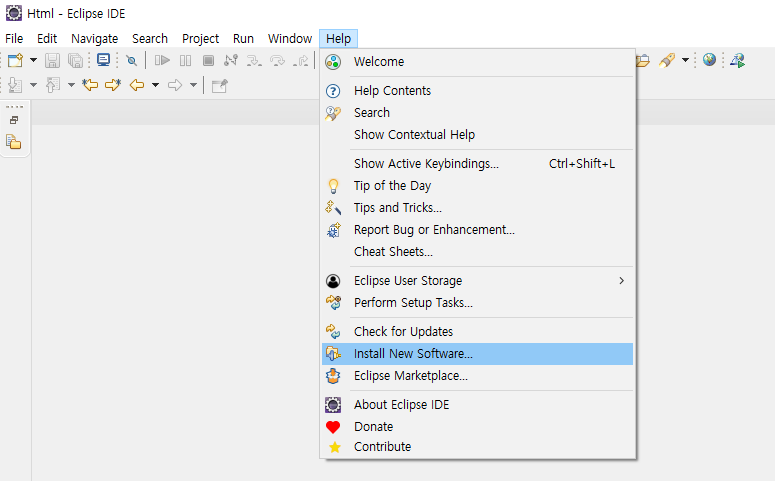 Html - Eclipse IDE
File Edit Navigate Search Project Run Window Help
Welcome
Help Contents
Search
Show Contextual Help
Show Active Keybindings... Ctrl+Shift+L
Tip of the Day
Tips and Tricks...
Report Bug or Enhancement...
Cheat Sheets...
Eclipse User Storage
Perform Setup Tasks...
Check for Updates
Install New Software...
Eclipse Marketplace...
About Eclipse IDE
Donate
Contribute